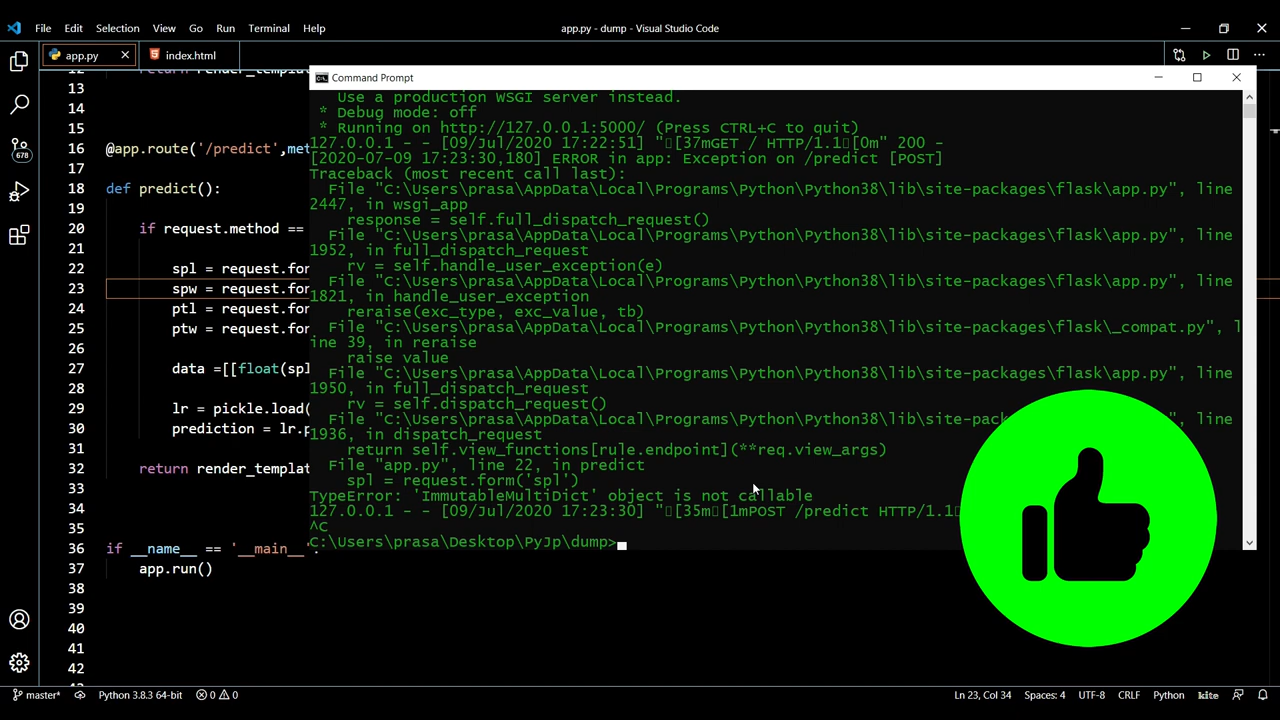 File Edit Selection View Go Run Terminal Help
app.py - dump - Visual Studio Code
app.py
index.html
Command Prompt
13
14
15
16 @app.route('/predict',met
17
18 def predict():
19
20 if request.method ==
21
22 spl = request.for
23 spw = request.for
24 ptl = request.for
25 ptw = request.for
26
27 data =[[float(spl
28
29 lr = pickle.load(
30 prediction = lr.p
31
32 return render_templat
33
34
35
36 if __name__ == '__main__':
37 app.run()
38
39
40
41
42
Use a production WSGI server instead.
* Debug mode: off
* Running on http://127.0.0.1:5000/ (Press CTRL+C to quit)
127.0.0.1 - - [09/Jul/2020 17:22:51] "[37mGET / HTTP/1.1[0m" 200 -
[2020-07-09 17:23:30,180] ERROR in app: Exception on /predict [POST]
Traceback (most recent call last):
File "C:\Users\prasa\AppData\Local\Programs\Python\Python38\lib\site-packages\flask\app.py", line
2447, in wsgi_app
response = self.full_dispatch_request()
File "C:\Users\prasa\AppData\Local\Programs\Python\Python38\lib\site-packages\flask\app.py", line
1952, in full_dispatch_request
rv = self.handle_user_exception(e)
File "C:\Users\prasa\AppData\Local\Programs\Python\Python38\lib\site-packages\flask\app.py", line
1821, in handle_user_exception
reraise(exc_type, exc_value, tb)
File "C:\Users\prasa\AppData\Local\Programs\Python\Python38\lib\site-packages\flask\_compat.py", l
ine 39, in reraise
raise value
File "C:\Users\prasa\AppData\Local\Programs\Python\Python38\lib\site-packages\flask\app.py", line
1950, in full_dispatch_request
rv = self.dispatch_request()
File "C:\Users\prasa\AppData\Local\Programs\Python\Python38\lib\site-packages\flask\app.py", line
1936, in dispatch_request
return self.view_functions[rule.endpoint](**req.view_args)
File "app.py", line 22, in predict
spl = request.form('spl')
TypeError: 'ImmutableMultiDict' object is not callable
127.0.0.1 - - [09/Jul/2020 17:23:30] "[35m[1mPOST /predict HTTP/1.1
^C
C:\Users\prasa\Desktop\PyJp\dump>
678
master* Python 3.8.3 64-bit 0 0
Ln 23, Col 34 Spaces: 4 UTF-8 CRLF Python kite